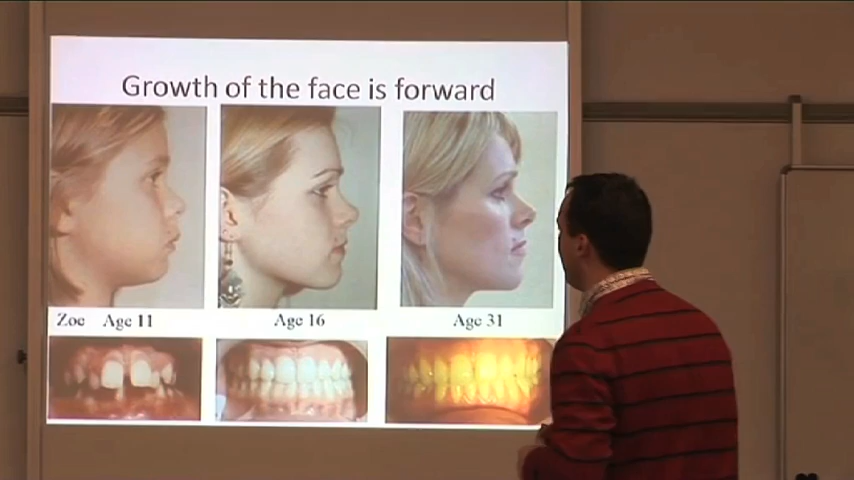 Growth of the face is forward
Zoe Age 11
Age 16
Age 31